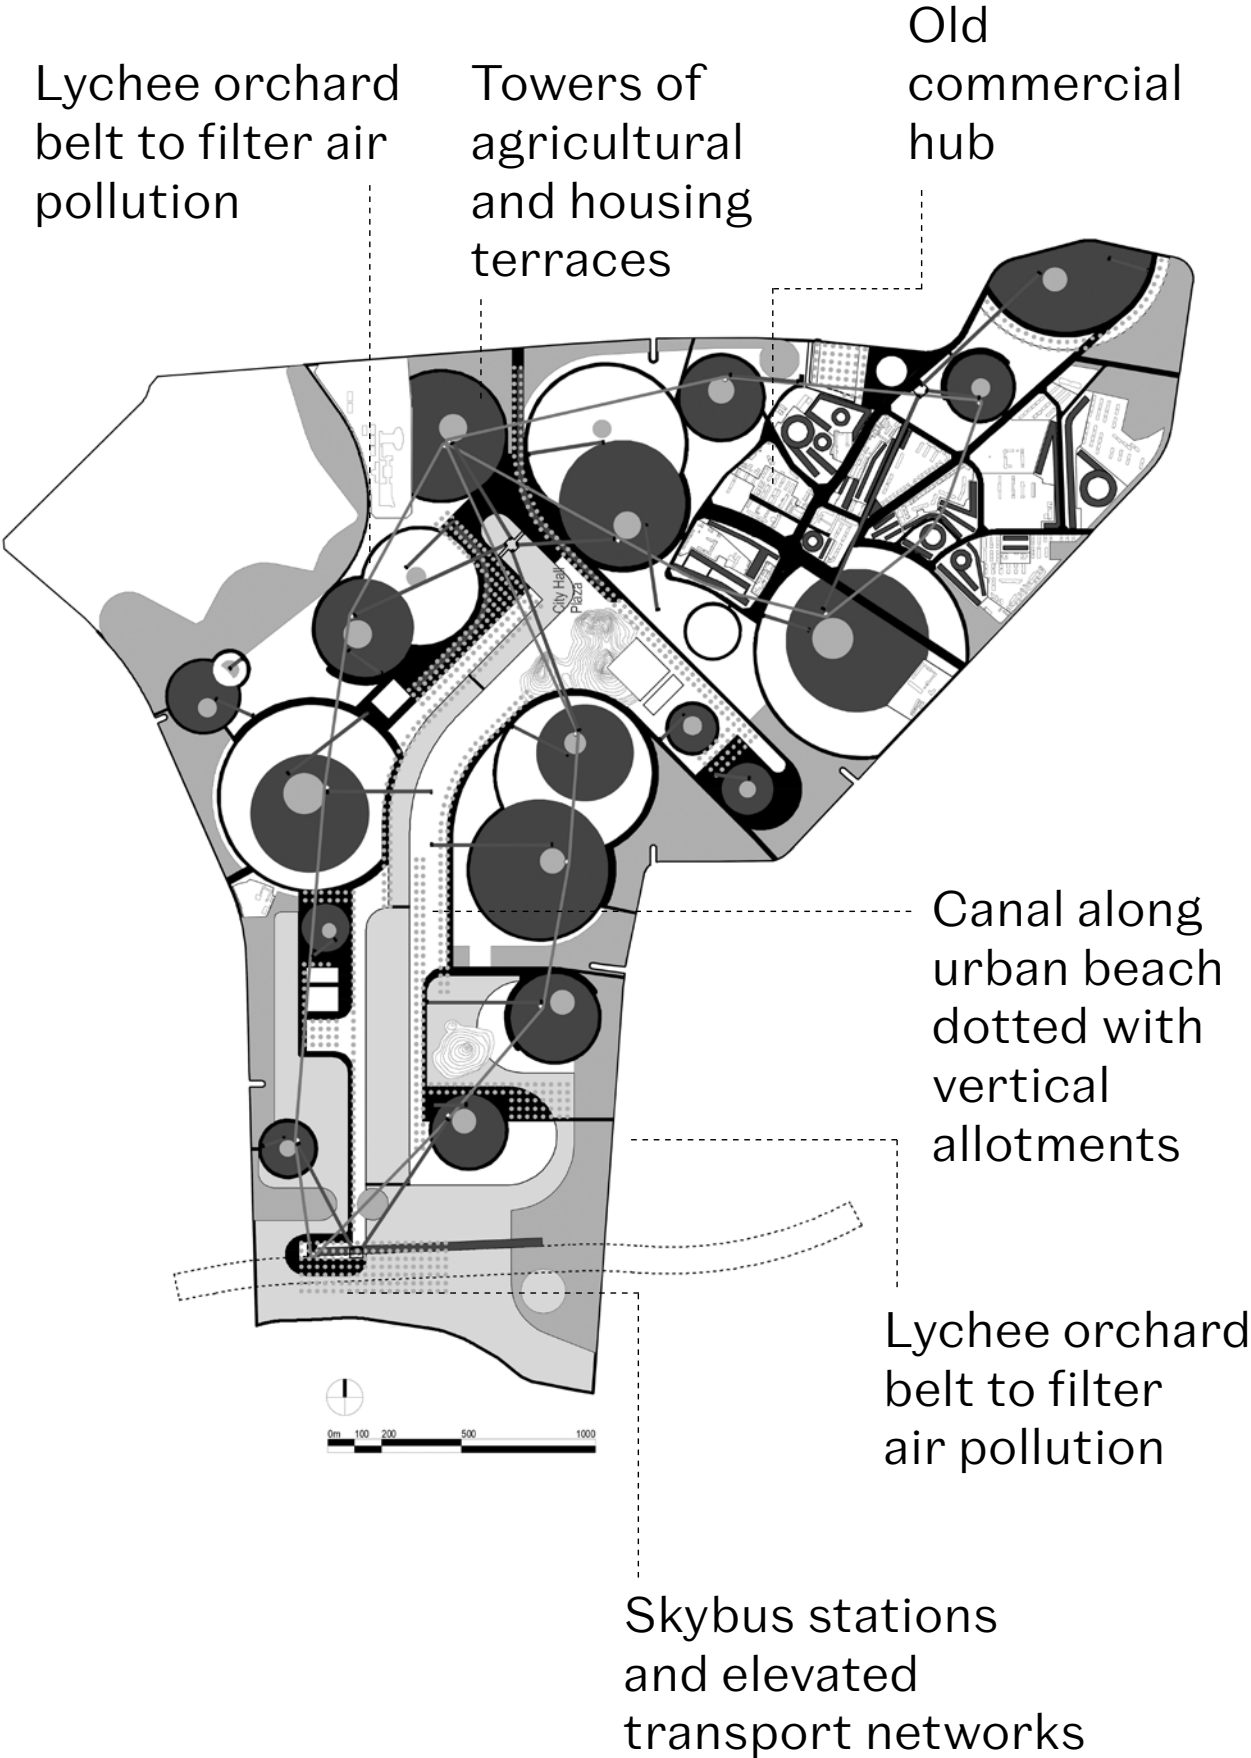 Old
commercial
hub
Lychee orchard
belt to filter air
pollution
Towers of
agricultural
and housing
terraces
City Hall
Plaza
Canal along
urban beach
dotted with
vertical
allotments
Lychee orchard
belt to filter
air pollution
0m 100 200 500 1000
Skybus stations
and elevated
transport networks